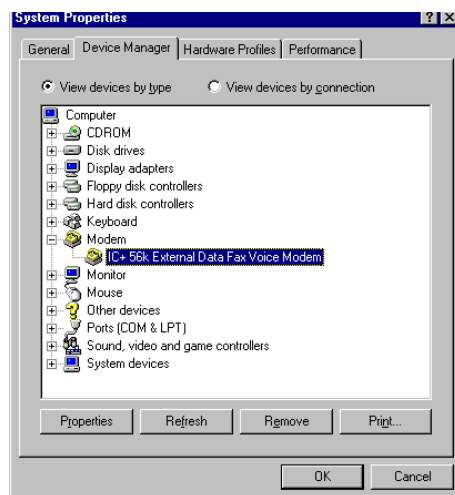 System Properties
General Device Manager Hardware Profiles Performance
View devices by type View devices by connection
Computer
CDROM
Disk drives
Display adapters
Floppy disk controllers
Hard disk controllers
Keyboard
Modem
IC+ 56k External Data Fax Voice Modem
Monitor
Mouse
Other devices
Ports (COM & LPT)
Sound, video and game controllers
System devices
Properties Refresh Remove Print...
OK Cancel